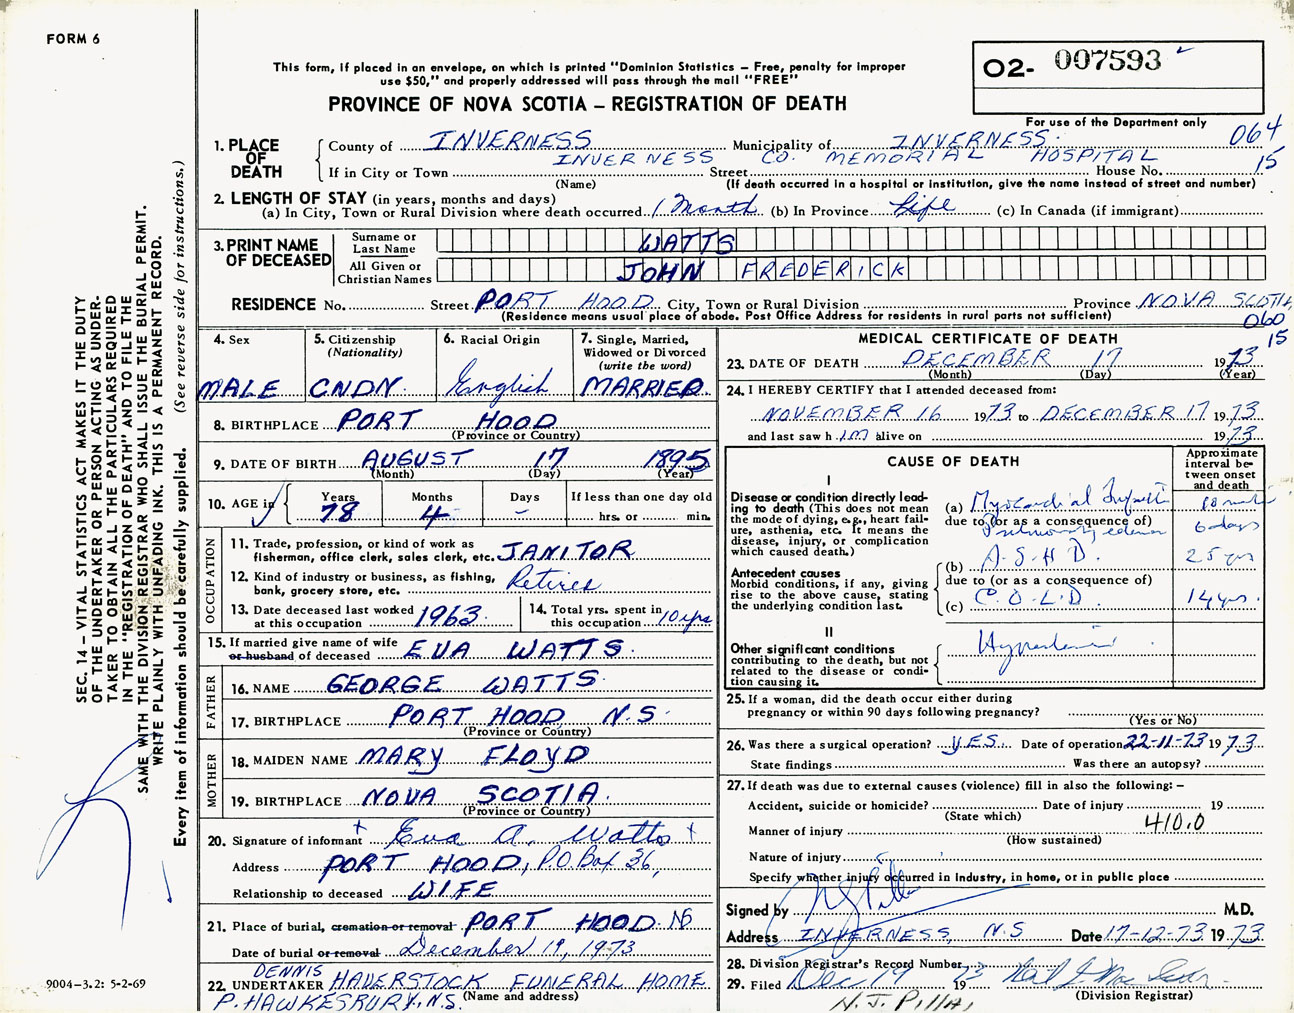 FORM 6
This form, if placed in an envelope, on which is printed "Dominion Statistics – Free, penalty for improper
use $50," and properly addressed will pass through the mail "FREE"
PROVINCE OF NOVA SCOTIA – REGISTRATION OF DEATH
O2- 007593
For use of the Department only
064
15
1. PLACE OF DEATH
County of INVERNESS Municipality of INVERNESS
INVERNESS CO. MEMORIAL HOSPITAL
If in City or Town Street House No.
(Name) (If death occurred in a hospital or institution, give the name instead of street and number)
2. LENGTH OF STAY (in years, months and days)
(a) In City, Town or Rural Division where death occurred 1 Month (b) In Province Life (c) In Canada (if immigrant)
3. PRINT NAME OF DECEASED
Surname or Last Name WATTS
All Given or Christian Names JOHN FREDERICK
RESIDENCE No. Street PORT HOOD City, Town or Rural Division Province NOVA SCOTIA
(Residence means usual place of abode. Post Office Address for residents in rural parts not sufficient)
060
15
4. Sex MALE
5. Citizenship (Nationality) CNDN.
6. Racial Origin English
7. Single, Married, Widowed or Divorced (write the word) MARRIED.
8. BIRTHPLACE PORT HOOD
(Province or Country)
9. DATE OF BIRTH AUGUST 17 1895
(Month) (Day) (Year)
10. AGE in Years 78 Months 4 Days – If less than one day old hrs. or min.
OCCUPATION
11. Trade, profession, or kind of work as fisherman, office clerk, sales clerk, etc. JANITOR
12. Kind of industry or business, as fishing, bank, grocery store, etc. Retired
13. Date deceased last worked at this occupation 1963.
14. Total yrs. spent in this occupation 10 yrs
15. If married give name of wife or husband of deceased EVA WATTS.
FATHER
16. NAME GEORGE WATTS.
17. BIRTHPLACE PORT HOOD N.S.
(Province or Country)
MOTHER
18. MAIDEN NAME MARY FLOYD
19. BIRTHPLACE NOVA SCOTIA.
(Province or Country)
20. Signature of informant + Eva A. Watts +
Address PORT HOOD, P.O. Box 36,
Relationship to deceased WIFE
21. Place of burial, cremation or removal PORT HOOD NS
Date of burial or removal December 19, 1973
22. UNDERTAKER DENNIS HAVERSTOCK FUNERAL HOME
P. HAWKESBURY, N.S. (Name and address)
MEDICAL CERTIFICATE OF DEATH
23. DATE OF DEATH DECEMBER 17 1973
(Month) (Day) (Year)
24. I HEREBY CERTIFY that I attended deceased from:
NOVEMBER 16 1973 to DECEMBER 17 1973
and last saw him alive on 1973
CAUSE OF DEATH
Approximate interval between onset and death
I
Disease or condition directly leading to death (This does not mean the mode of dying, e.g., heart failure, asthenia, etc. It means the disease, injury, or complication which caused death.)
(a) Myocardial
due to (or as a consequence of)
Pulmonary edema 6 days
(b) A.S.H.D. 25 yrs
Antecedent causes
Morbid conditions, if any, giving rise to the above cause, stating the underlying condition last.
due to (or as a consequence of)
(c) C.O.L.D. 14 yrs.
II
Other significant conditions contributing to the death, but not related to the disease or condition causing it.
Hypertension
25. If a woman, did the death occur either during pregnancy or within 90 days following pregnancy?
(Yes or No)
26. Was there a surgical operation? YES. Date of operation 22-11-73 1973.
State findings Was there an autopsy?
27. If death was due to external causes (violence) fill in also the following: –
Accident, suicide or homicide? Date of injury 19
(State which)
410.0
Manner of injury
(How sustained)
Nature of injury
Specify whether injury occurred in Industry, in home, or in public place
Signed by M.D.
Address INVERNESS, N.S Date 17-12-73 1973
28. Division Registrar's Record Number
29. Filed Dec 19 1973
(Division Registrar)
N. J. PILLAI
SEC. 14 – VITAL STATISTICS ACT MAKES IT THE DUTY
OF THE UNDERTAKER OR PERSON ACTING AS UNDER-
TAKER TO OBTAIN ALL THE PARTICULARS REQUIRED
IN THE "REGISTRATION OF DEATH" AND TO FILE THE
SAME WITH THE DIVISION REGISTRAR WHO SHALL ISSUE THE BURIAL PERMIT.
WRITE PLAINLY WITH UNFADING INK. THIS IS A PERMANENT RECORD.
Every item of information should be carefully supplied. (See reverse side for instructions.)
9004-3.2: 5-2-69